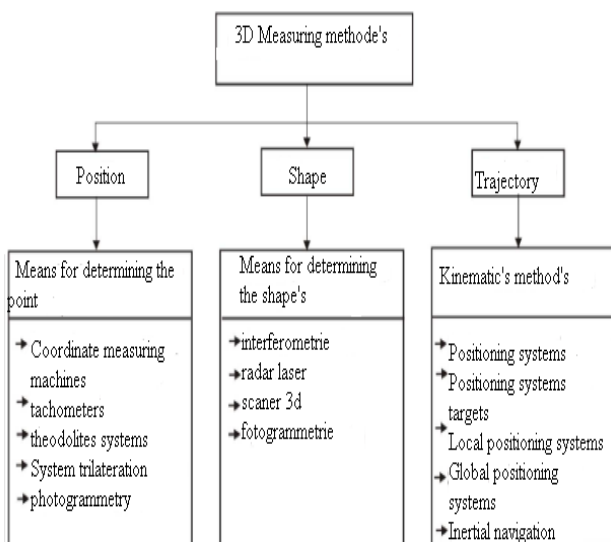 3D Measuring methode's
Position
Shape
Trajectory
Means for determining the
point
Coordinate measuring
machines
tachometers
theodolites systems
System trilateration
photogrammetry
Means for determining
the shape's
interferometrie
radar laser
scaner 3d
fotogrammetrie
Kinematic's method's
Positioning systems
Positioning systems
targets
Local positioning systems
Global positioning
systems
Inertial navigation